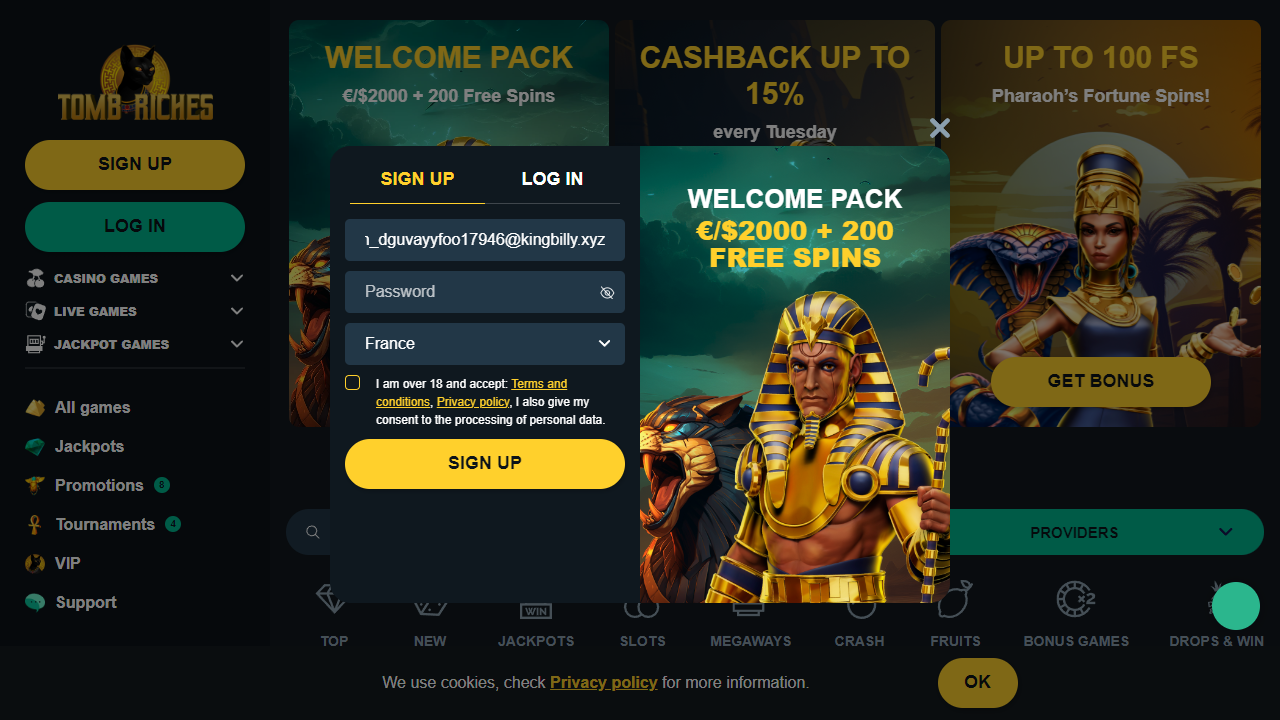 TOMB RICHES
SIGN UP
LOG IN
CASINO GAMES
LIVE GAMES
JACKPOT GAMES
All games
Jackpots
Promotions 8
Tournaments 4
VIP
Support
WELCOME PACK
€/$2000 + 200 Free Spins
CASHBACK UP TO
15%
every Tuesday
UP TO 100 FS
Pharaoh's Fortune Spins!
GET BONUS
SIGN UP
LOG IN
_dguvayyfoo17946@kingbilly.xyz
Password
France
I am over 18 and accept: Terms and
conditions, Privacy policy, I also give my
consent to the processing of personal data.
SIGN UP
WELCOME PACK
€/$2000 + 200
FREE SPINS
PROVIDERS
WIN
x2
TOP
NEW
JACKPOTS
SLOTS
MEGAWAYS
CRASH
FRUITS
BONUS GAMES
DROPS & WIN
We use cookies, check Privacy policy for more information.
OK